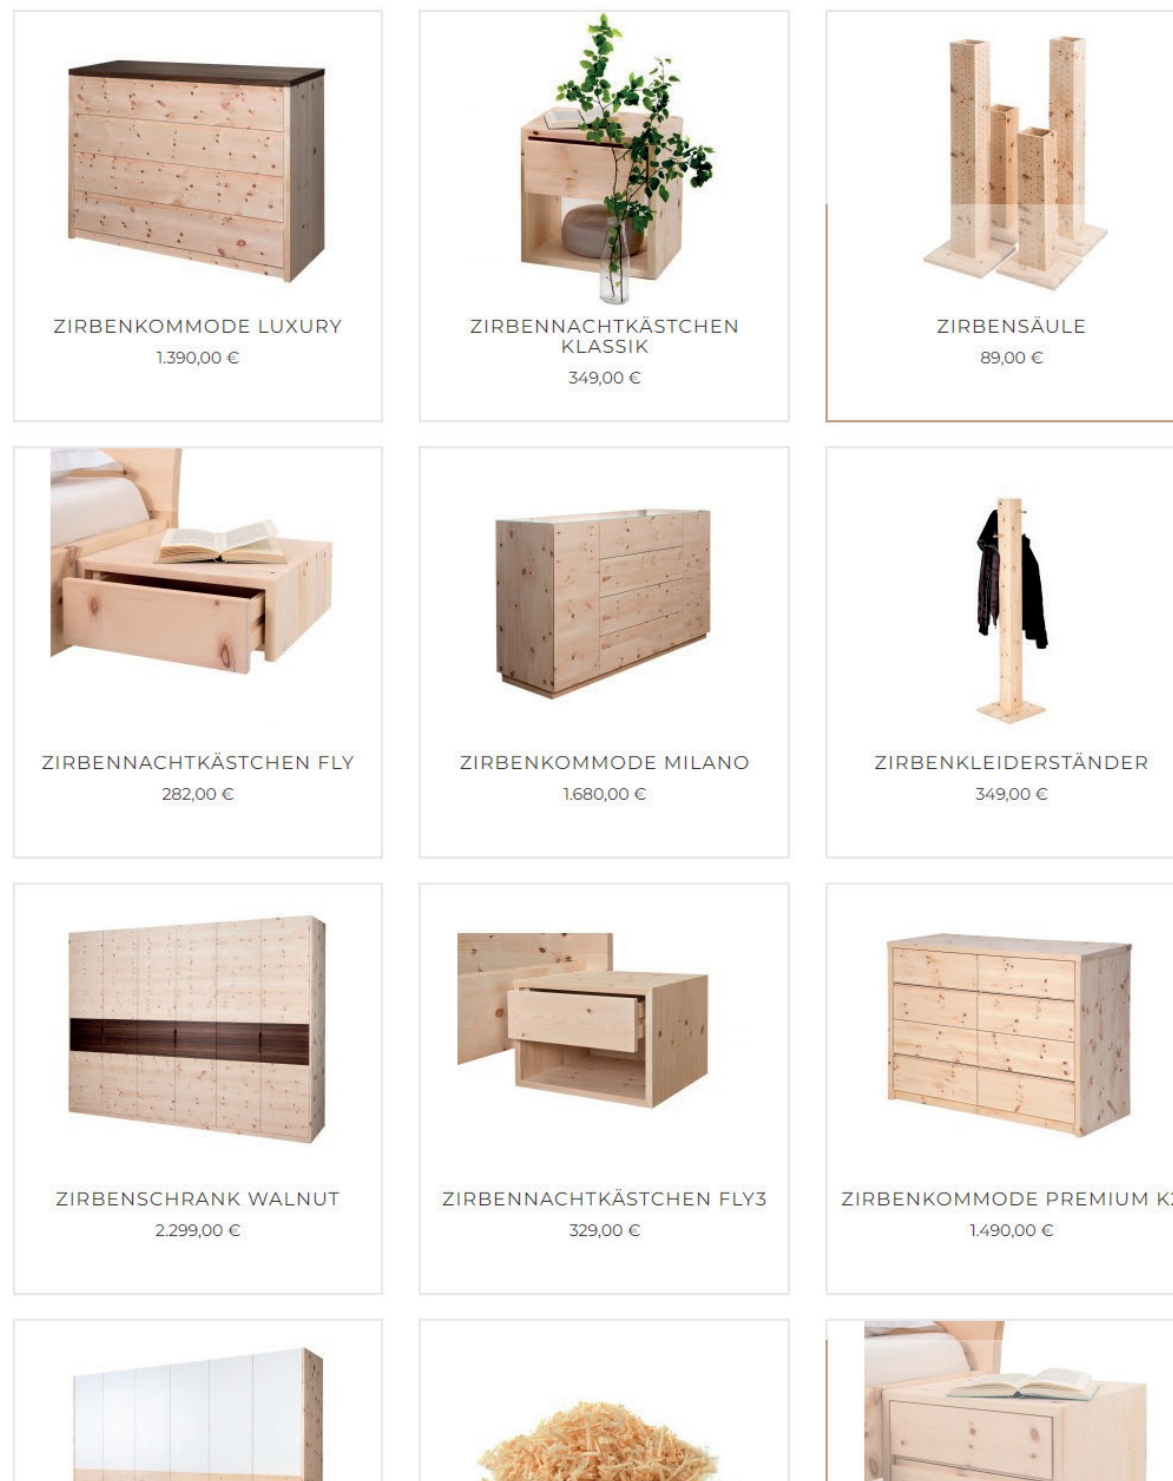 ZIRBENKOMMODE LUXURY
1.390,00 €
ZIRBENNACHTKÄSTCHEN
KLASSIK
349,00 €
ZIRBENSÄULE
89,00 €
ZIRBENNACHTKÄSTCHEN FLY
282,00 €
ZIRBENKOMMODE MILANO
1.680,00 €
ZIRBENKLEIDERSTÄNDER
349,00 €
ZIRBENSCHRANK WALNUT
2.299,00 €
ZIRBENNACHTKÄSTCHEN FLY3
329,00 €
ZIRBENKOMMODE PREMIUM
1.490,00 €